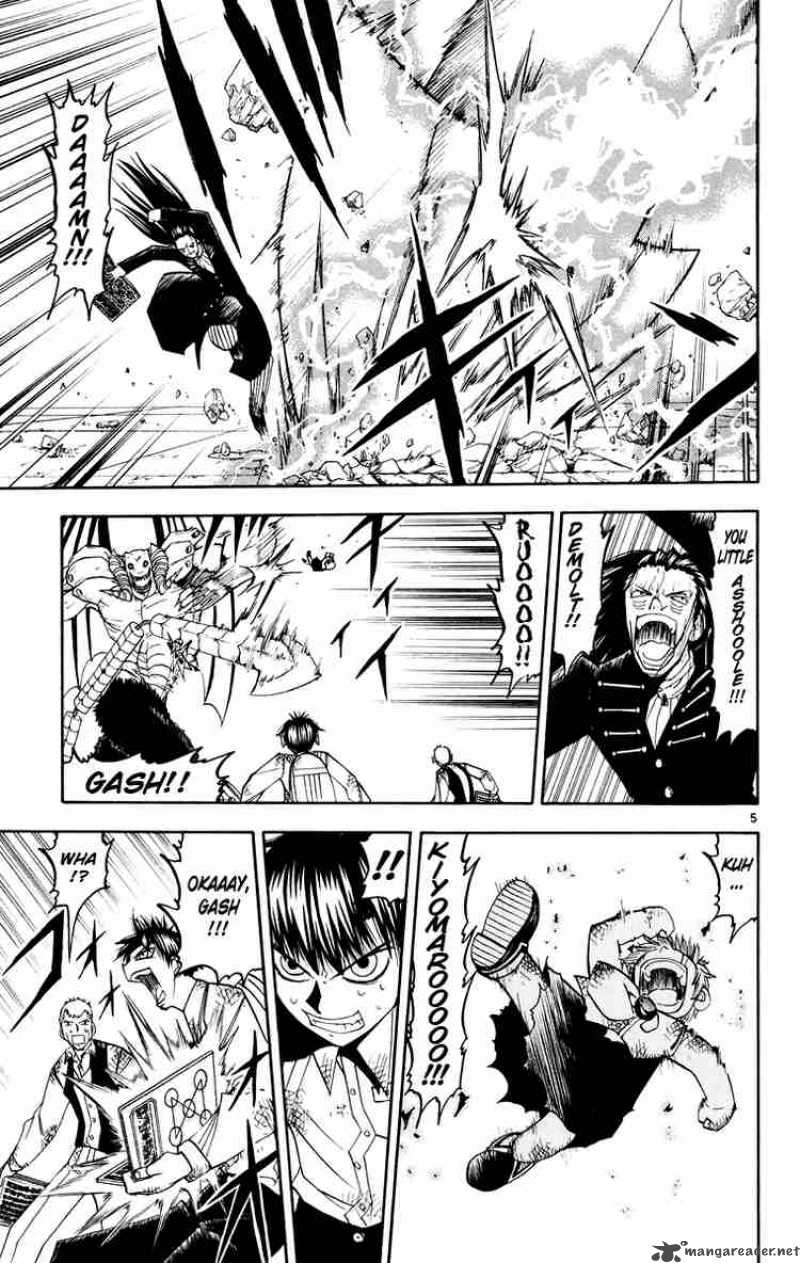 DAAAAMN!!!
YOU LITTLE
ASSHOOOLE!!!
DEMOLT!!
RUOOOOO!!
GASH!!
5
KUH
...
KIYOMAROOOOO!!!
!!
OKAAAY,
GASH
!!!
WHA
!?
mangareader.net